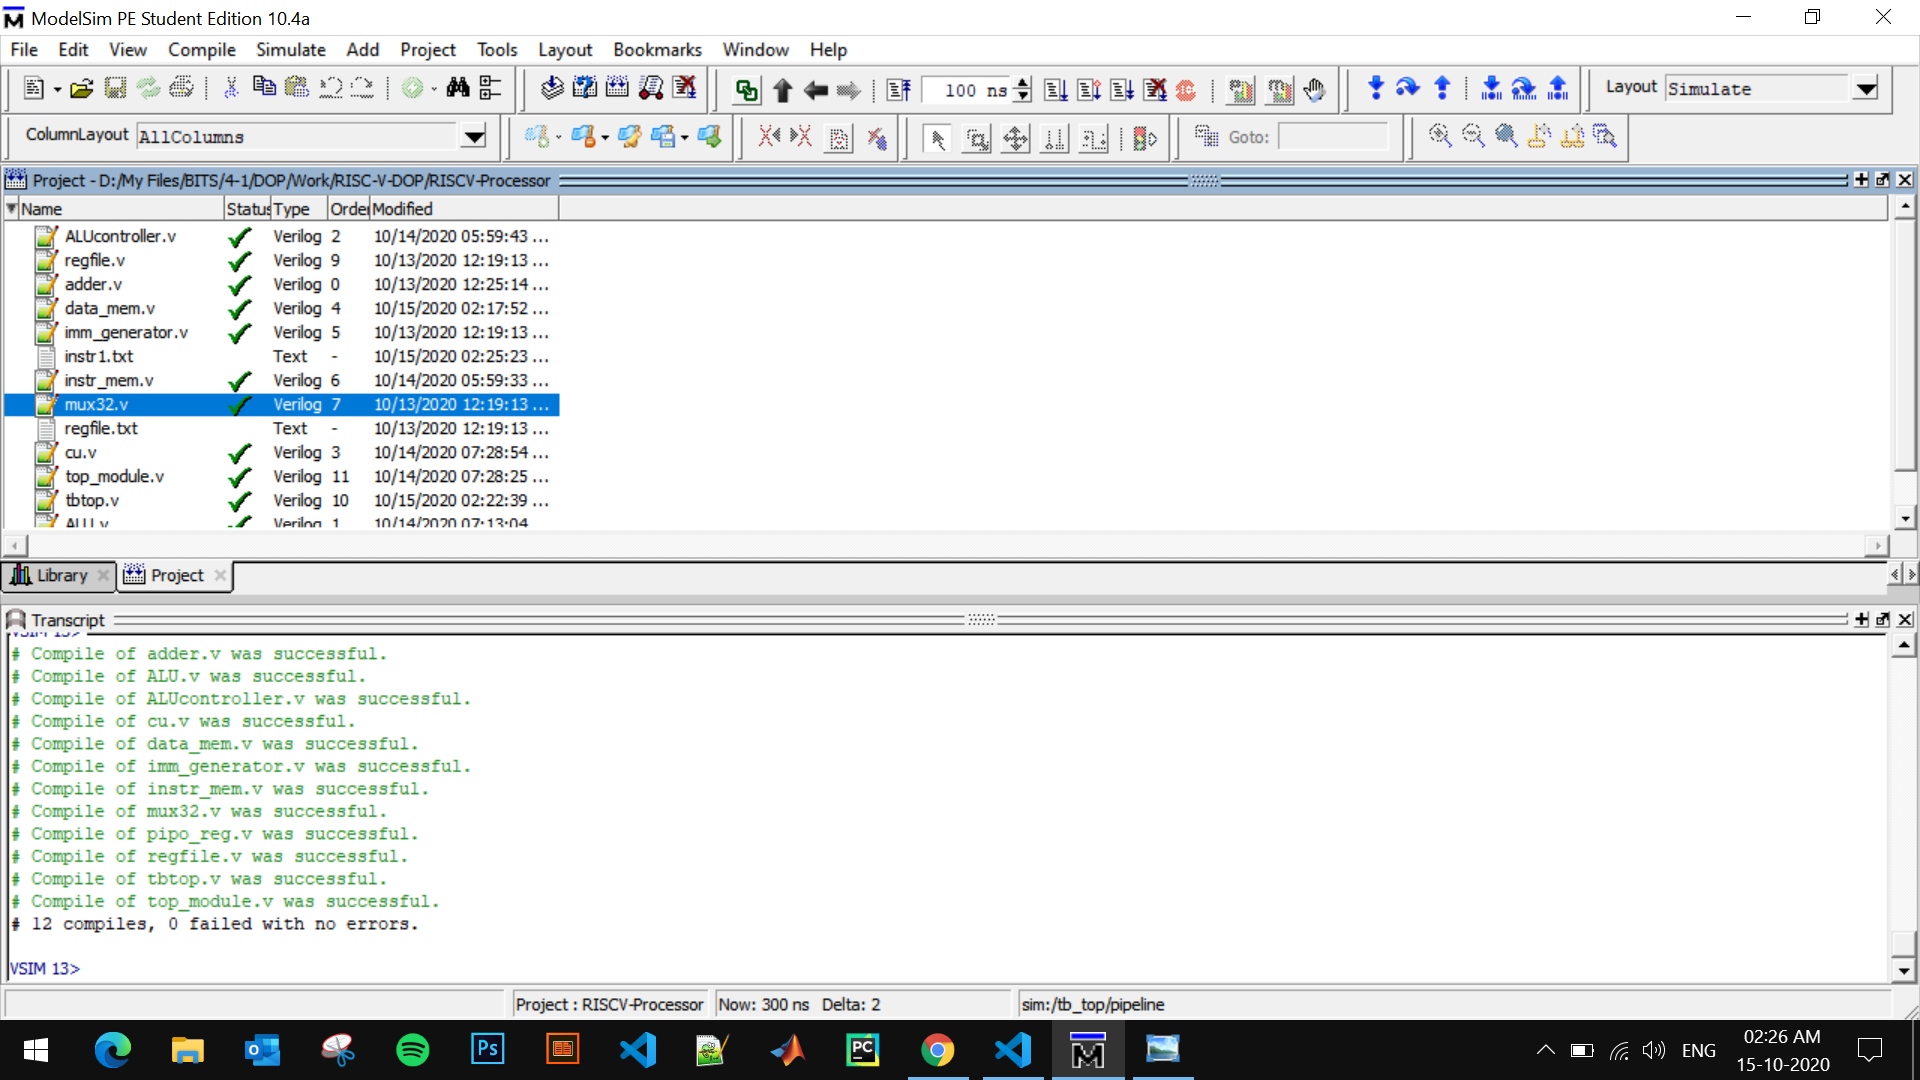 ModelSim PE Student Edition 10.4a
File Edit View Compile Simulate Add Project Tools Layout Bookmarks Window Help
100 ns Layout Simulate
ColumnLayout AllColumns Goto:
Project - D:/My Files/BITS/4-1/DOP/Work/RISC-V-DOP/RISCV-Processor
Name Status Type Order Modified
ALUcontroller.v Verilog 2 10/14/2020 05:59:43 ...
regfile.v Verilog 9 10/13/2020 12:19:13 ...
adder.v Verilog 0 10/13/2020 12:25:14 ...
data_mem.v Verilog 4 10/15/2020 02:17:52 ...
imm_generator.v Verilog 5 10/13/2020 12:19:13 ...
instr1.txt Text - 10/15/2020 02:25:23 ...
instr_mem.v Verilog 6 10/14/2020 05:59:33 ...
mux32.v Verilog 7 10/13/2020 12:19:13 ...
regfile.txt Text - 10/13/2020 12:19:13 ...
cu.v Verilog 3 10/14/2020 07:28:54 ...
top_module.v Verilog 11 10/14/2020 07:28:25 ...
tbtop.v Verilog 10 10/15/2020 02:22:39 ...
ALU.v Verilog 1 10/14/2020 07:13:04
Library Project
Transcript
VSIM 13>
# Compile of adder.v was successful.
# Compile of ALU.v was successful.
# Compile of ALUcontroller.v was successful.
# Compile of cu.v was successful.
# Compile of data_mem.v was successful.
# Compile of imm_generator.v was successful.
# Compile of instr_mem.v was successful.
# Compile of mux32.v was successful.
# Compile of pipo_reg.v was successful.
# Compile of regfile.v was successful.
# Compile of tbtop.v was successful.
# Compile of top_module.v was successful.
# 12 compiles, 0 failed with no errors.
VSIM 13>
Project : RISCV-Processor Now: 300 ns Delta: 2 sim:/tb_top/pipeline
Ps PC M ENG 02:26 AM
15-10-2020